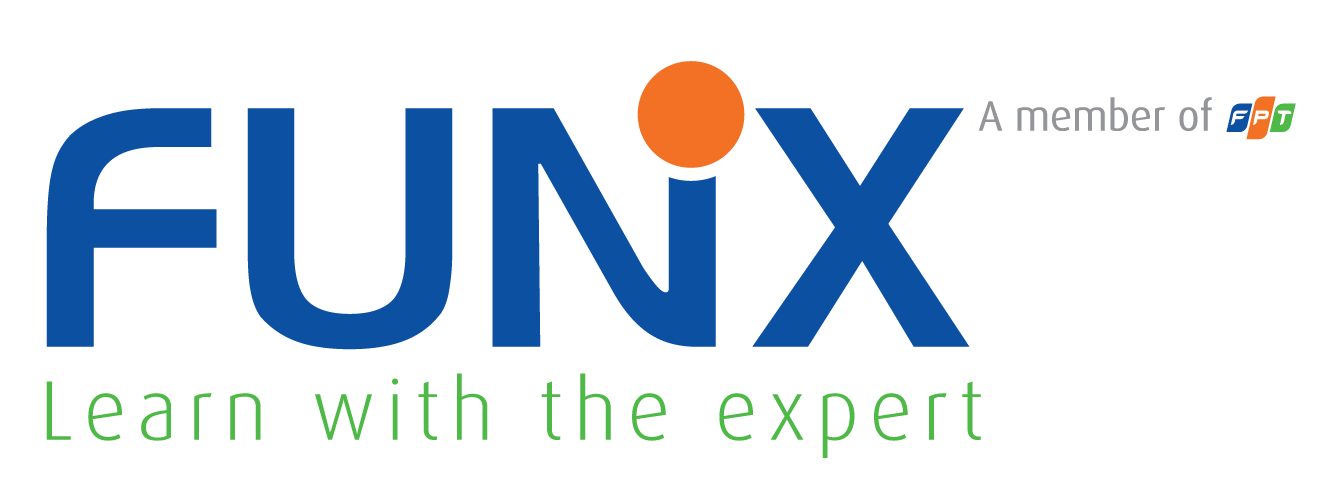 FUNiX
A member of FPT
Learn with the expert